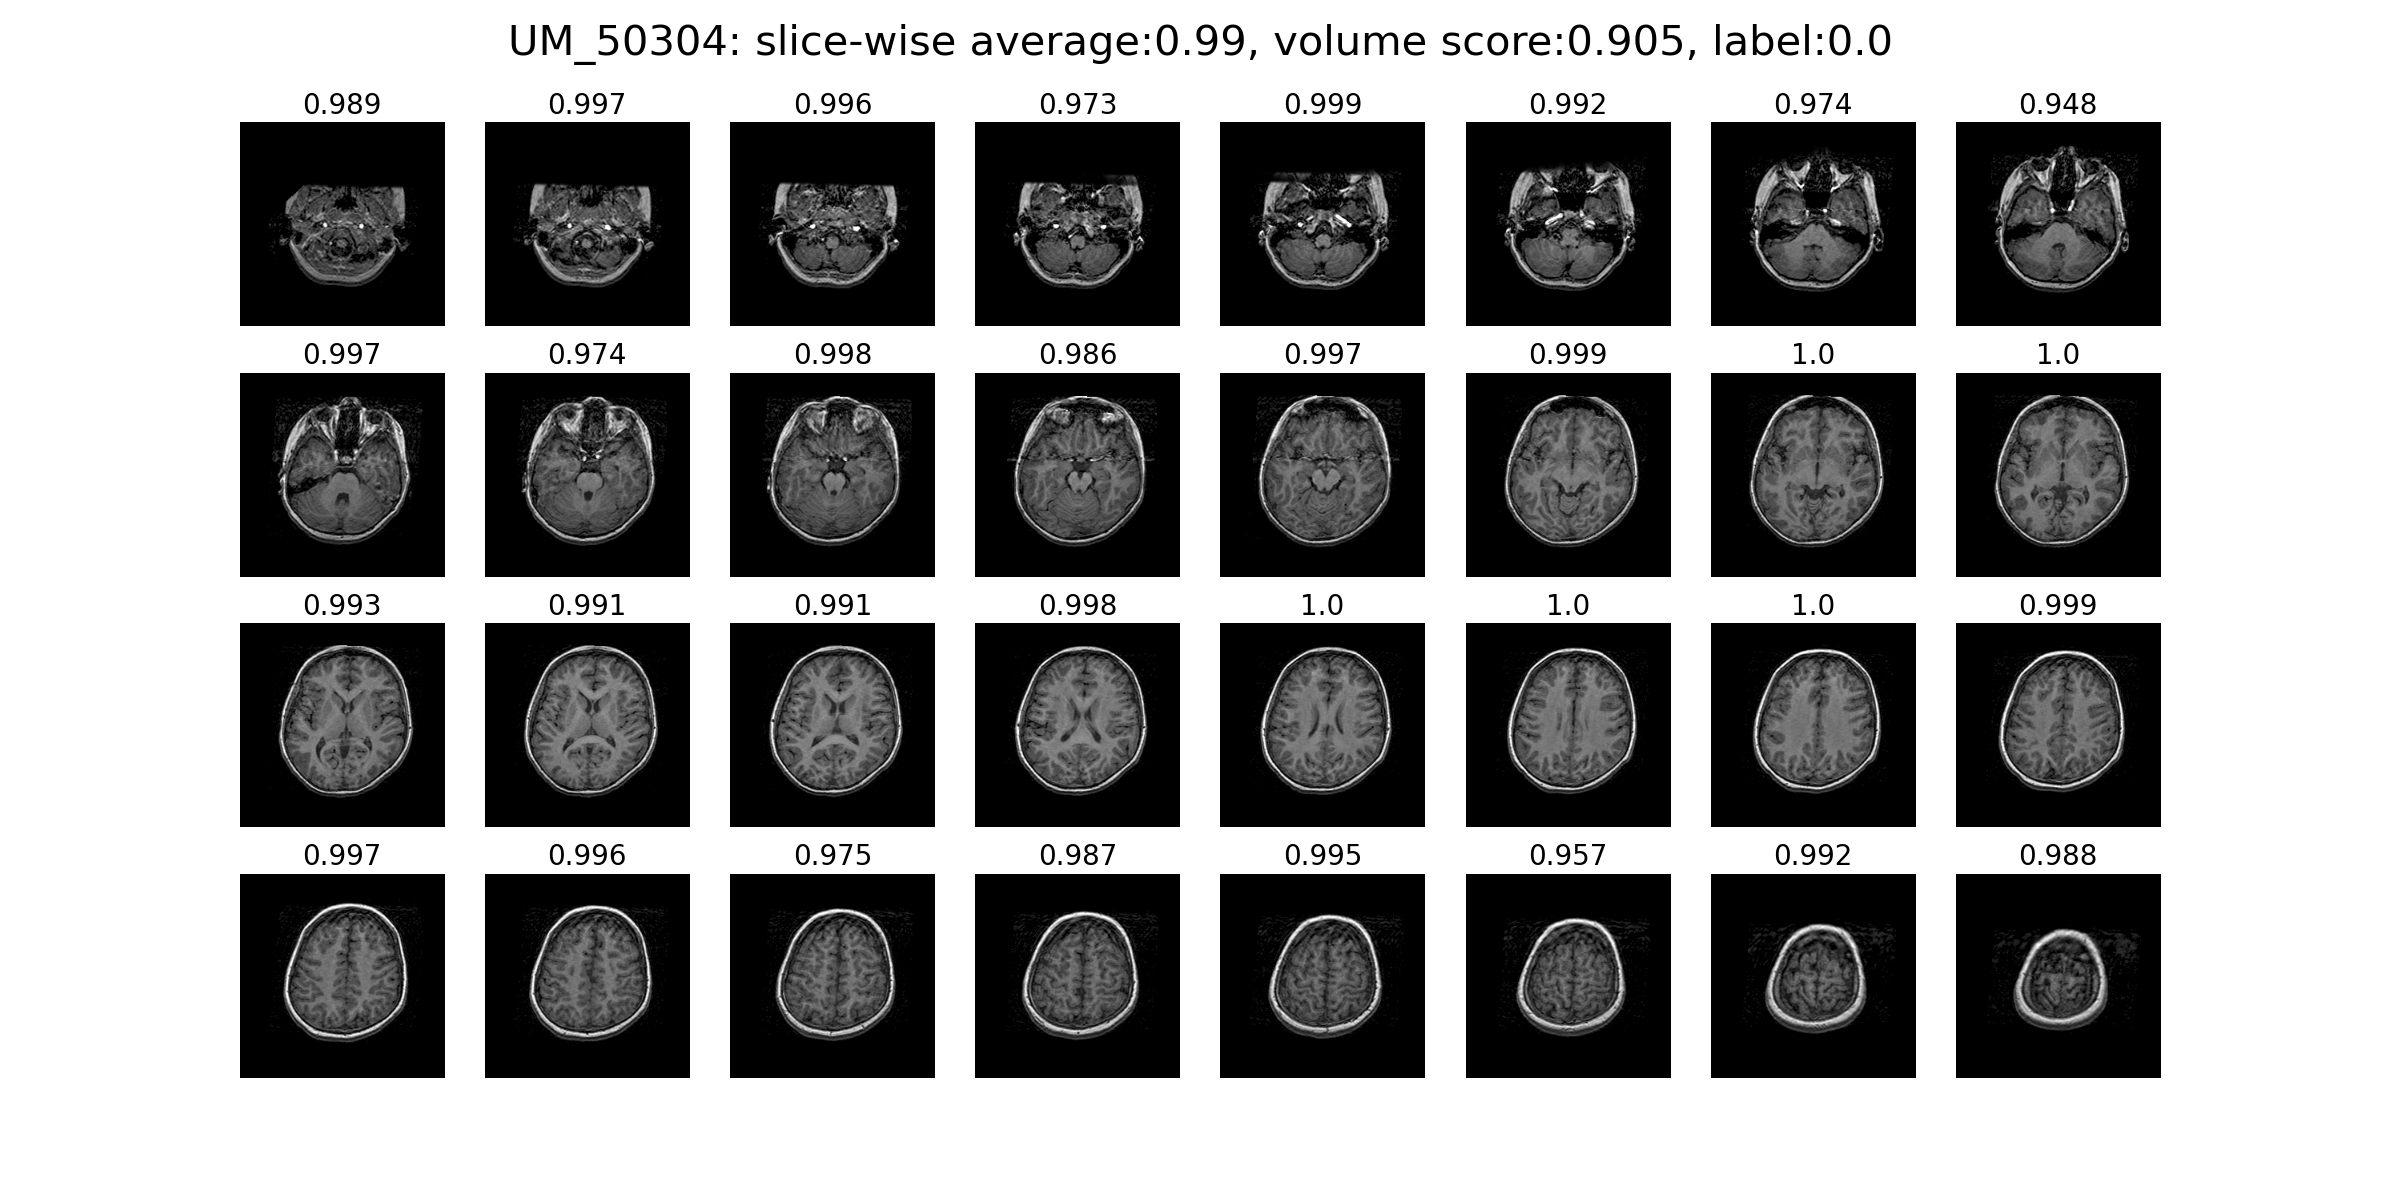 UM_50304: slice-wise average:0.99, volume score:0.905, label:0.0
0.989 0.997 0.996 0.973 0.999 0.992 0.974 0.948
0.997 0.974 0.998 0.986 0.997 0.999 1.0 1.0
0.993 0.991 0.991 0.998 1.0 1.0 1.0 0.999
0.997 0.996 0.975 0.987 0.995 0.957 0.992 0.988